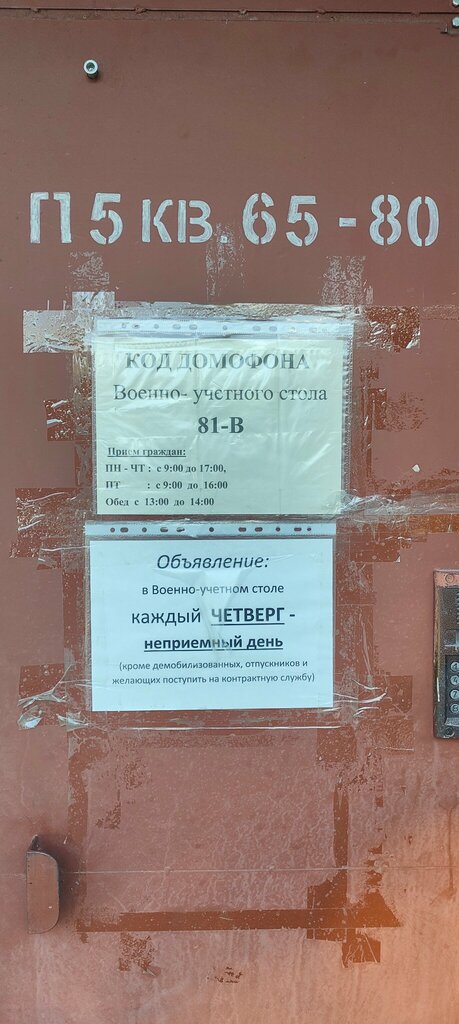 П 5 КВ. 65-80
КОД ДОМОФОНА
Военно- учетного стола
81-В
Прием граждан:
ПН - ЧТ : с 9:00 до 17:00,
ПТ : с 9:00 до 16:00
Обед с 13:00 до 14:00
Объявление:
в Военно-учетном столе
каждый ЧЕТВЕРГ -
неприемный день
(кроме демобилизованных, отпускников и
желающих поступить на контрактную службу)